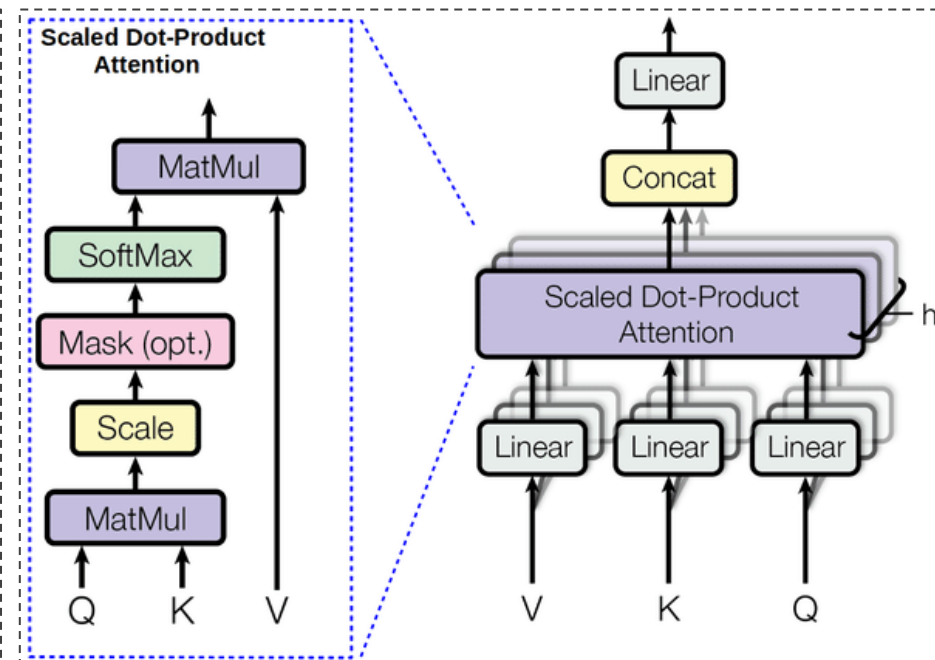 Scaled Dot-Product
Attention
MatMul
SoftMax
Mask (opt.)
Scale
MatMul
Q K V
Linear
Concat
Scaled Dot-Product
Attention
h
Linear Linear Linear
V K Q